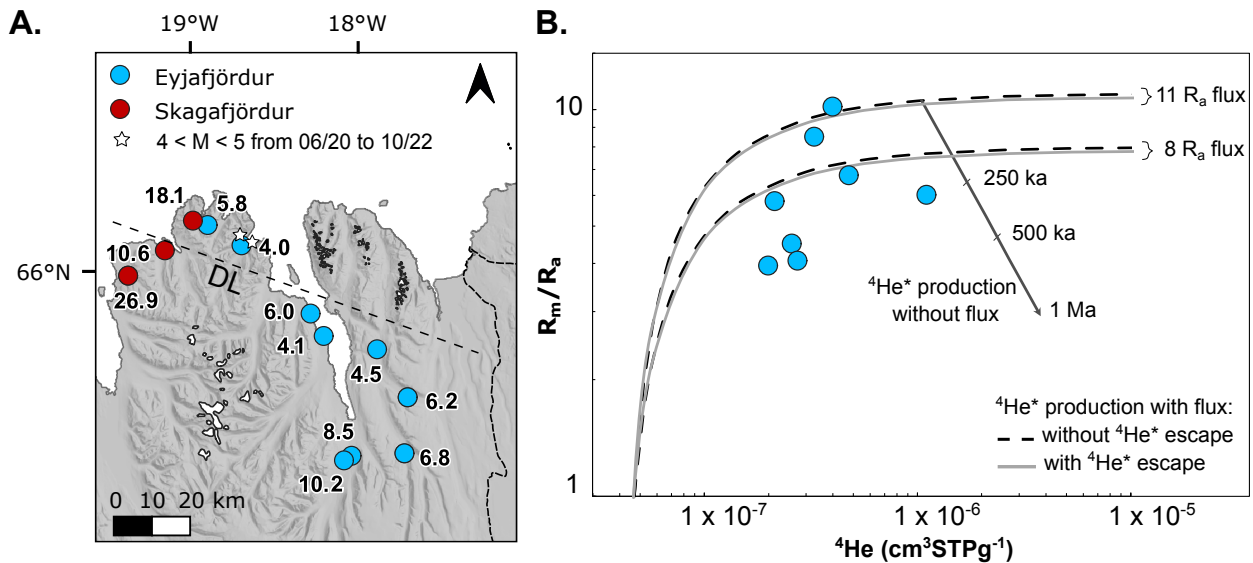 A.
19°W
18°W
Eyjafjördur
Skagafjördur
4 < M < 5 from 06/20 to 10/22
18.1
5.8
10.6
4.0
66°N
DL
26.9
6.0
4.1
4.5
6.2
8.5
6.8
10.2
0 10 20 km
B.
10
11 Rₐ flux
8 Rₐ flux
250 ka
500 ka
1 Ma
⁴He* production
without flux
Rₘ/Rₐ
⁴He* production with flux:
without ⁴He* escape
with ⁴He* escape
1
1 x 10⁻⁷
1 x 10⁻⁶
1 x 10⁻⁵
⁴He (cm³STPg⁻¹)